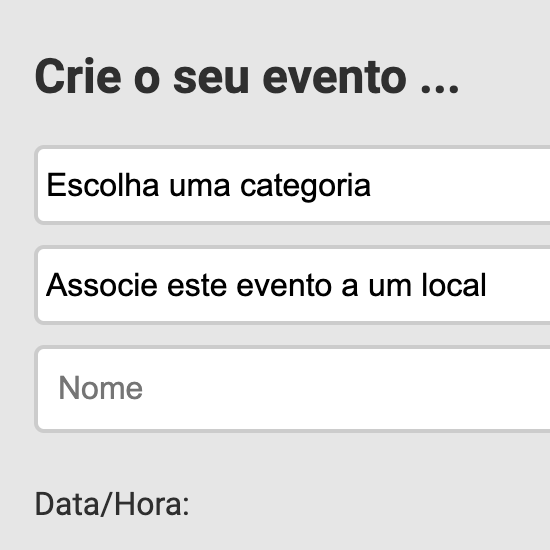 Crie o seu evento ...
Escolha uma categoria
Associe este evento a um local
Nome
Data/Hora: